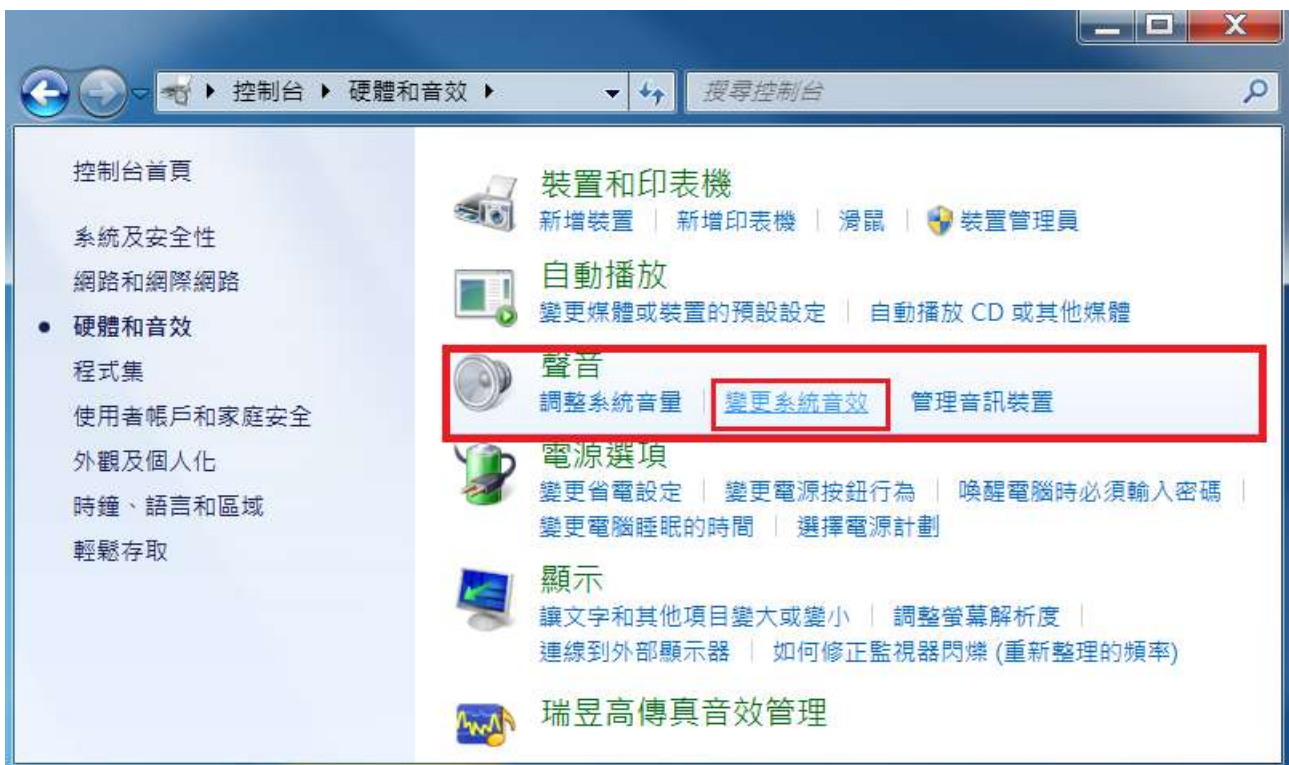 控制台 ▸ 硬體和音效 ▸
搜尋控制台
控制台首頁
系統及安全性
網路和網際網路
硬體和音效
程式集
使用者帳戶和家庭安全
外觀及個人化
時鐘、語言和區域
輕鬆存取
裝置和印表機
新增裝置 | 新增印表機 | 滑鼠 | 裝置管理員
自動播放
變更媒體或裝置的預設設定 | 自動播放 CD 或其他媒體
聲音
調整系統音量 | 變更系統音效 管理音訊裝置
電源選項
變更省電設定 | 變更電源按鈕行為 | 喚醒電腦時必須輸入密碼 |
變更電腦睡眠的時間 | 選擇電源計劃
顯示
讓文字和其他項目變大或變小 | 調整螢幕解析度 |
連線到外部顯示器 | 如何修正監視器閃爍 (重新整理的頻率)
瑞昱高傳真音效管理